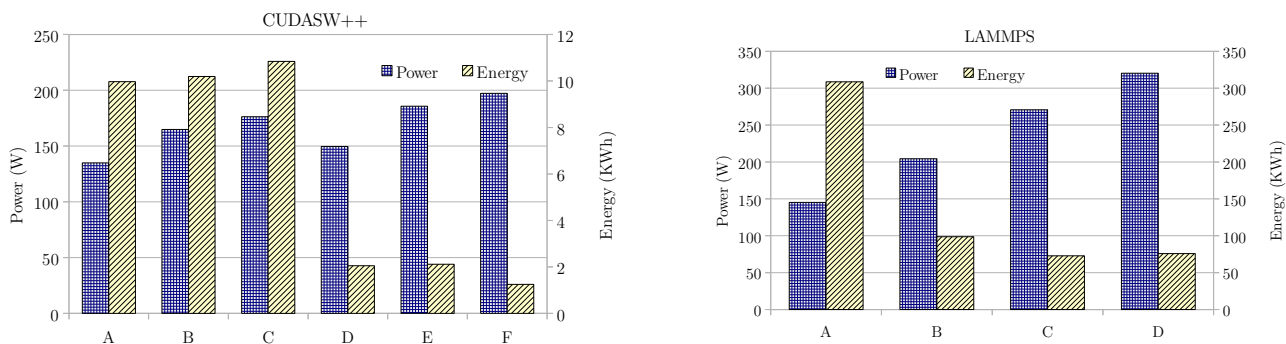 CUDASW++
Power (W)
250
200
150
100
50
0
Power
Energy
12
10
8
6
4
2
0
Energy (KWh)
A B C D E F
LAMMPS
Power (W)
350
300
250
200
150
100
50
0
Power
Energy
350
300
250
200
150
100
50
0
Energy (KWh)
A B C D